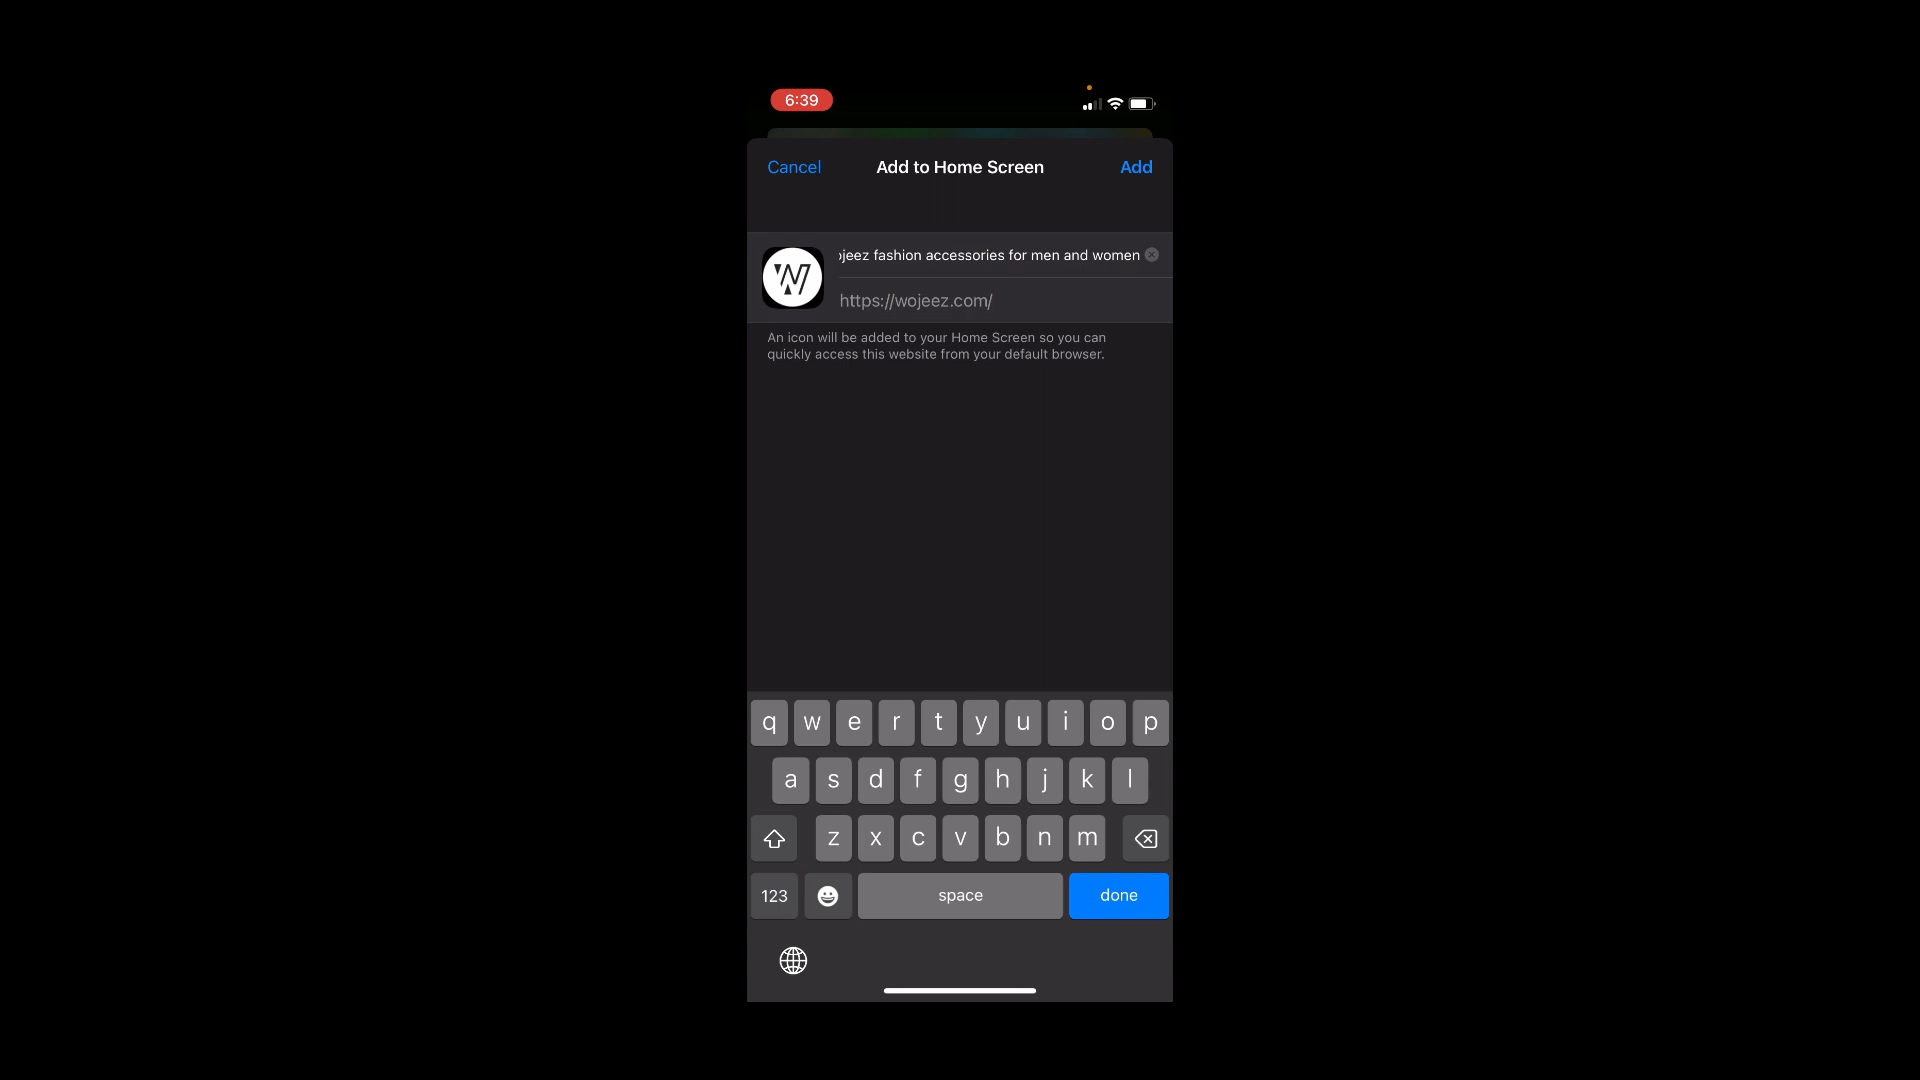 6:39
Cancel
Add to Home Screen
Add
W
ojeez fashion accessories for men and women
https://wojeez.com/
An icon will be added to your Home Screen so you can
quickly access this website from your default browser.
q w e r t y u i o p
a s d f g h j k l
z x c v b n m
123
space
done